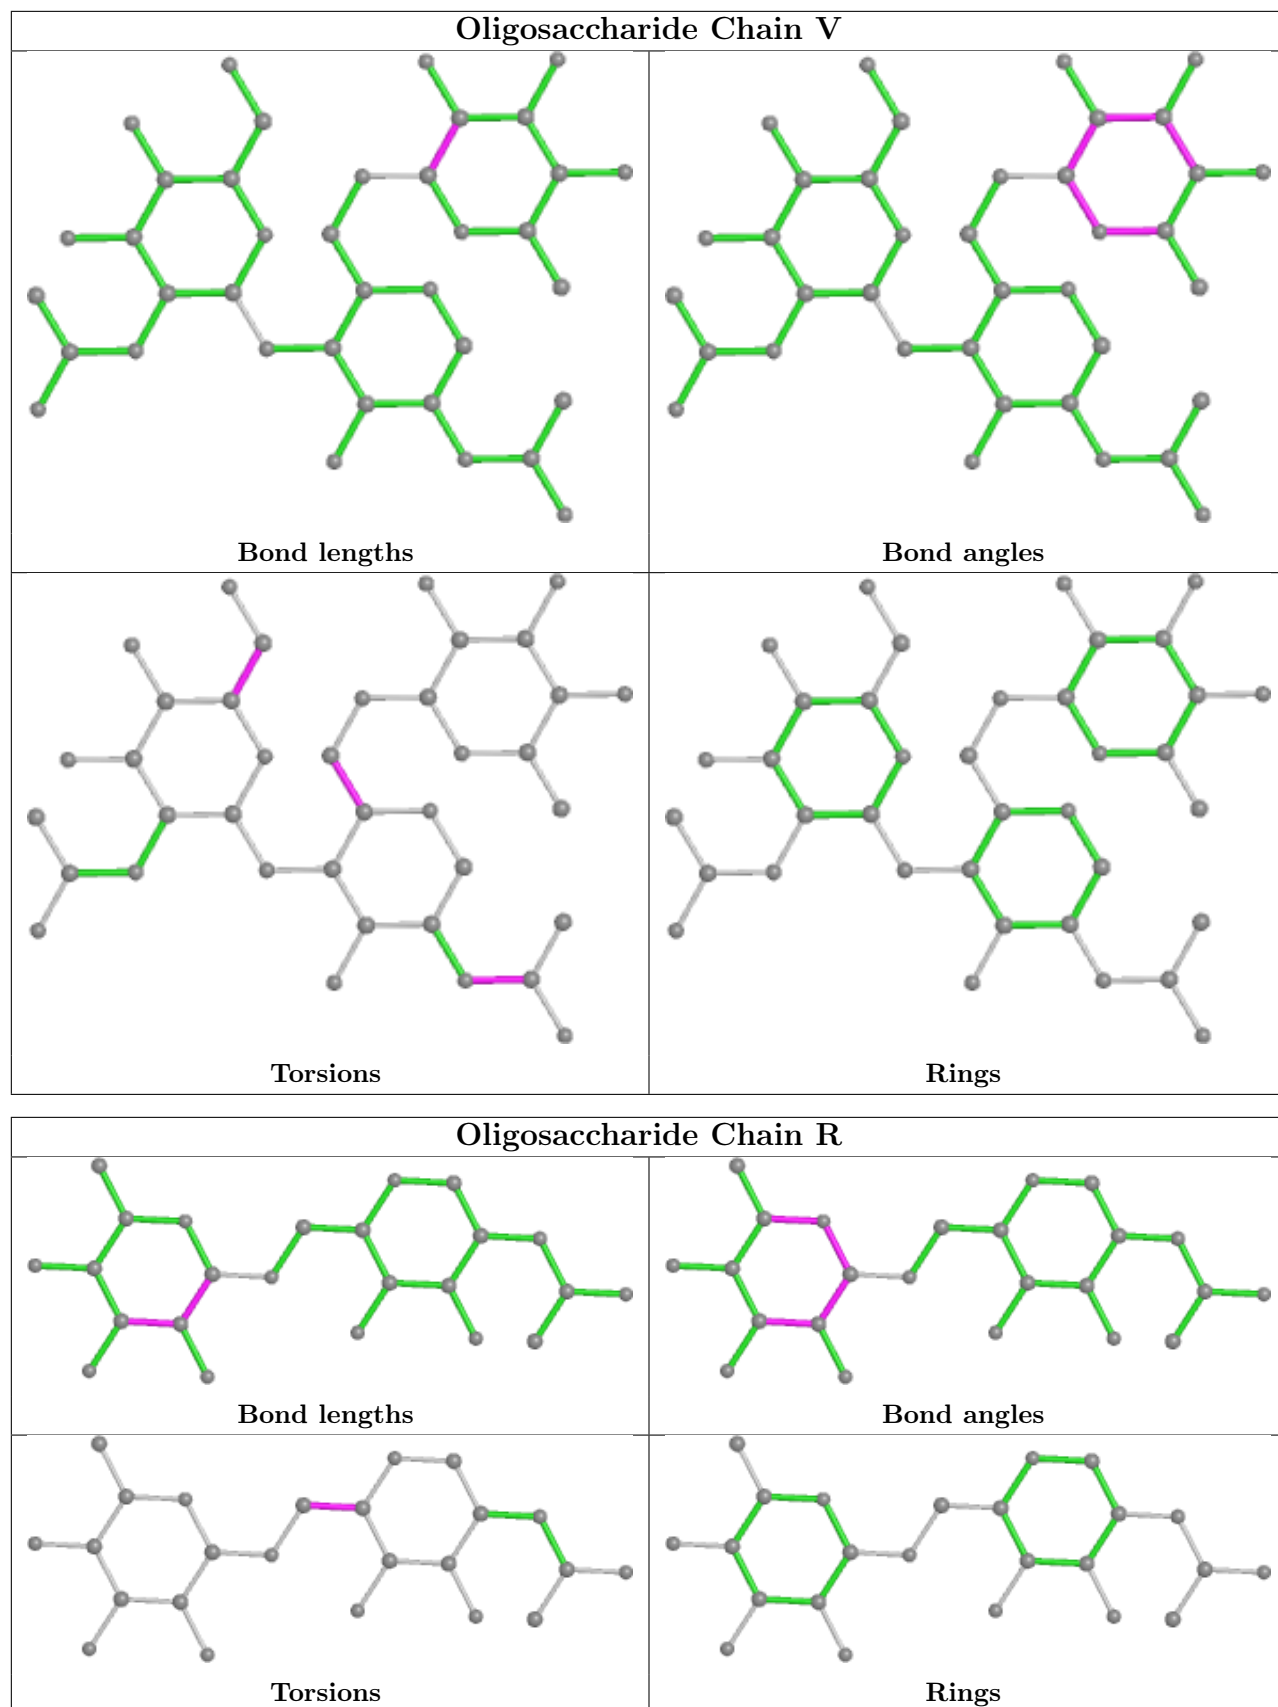 Oligosaccharide Chain V
Bond lengths
Bond angles
Torsions
Rings
Oligosaccharide Chain R
Bond lengths
Bond angles
Torsions
Rings